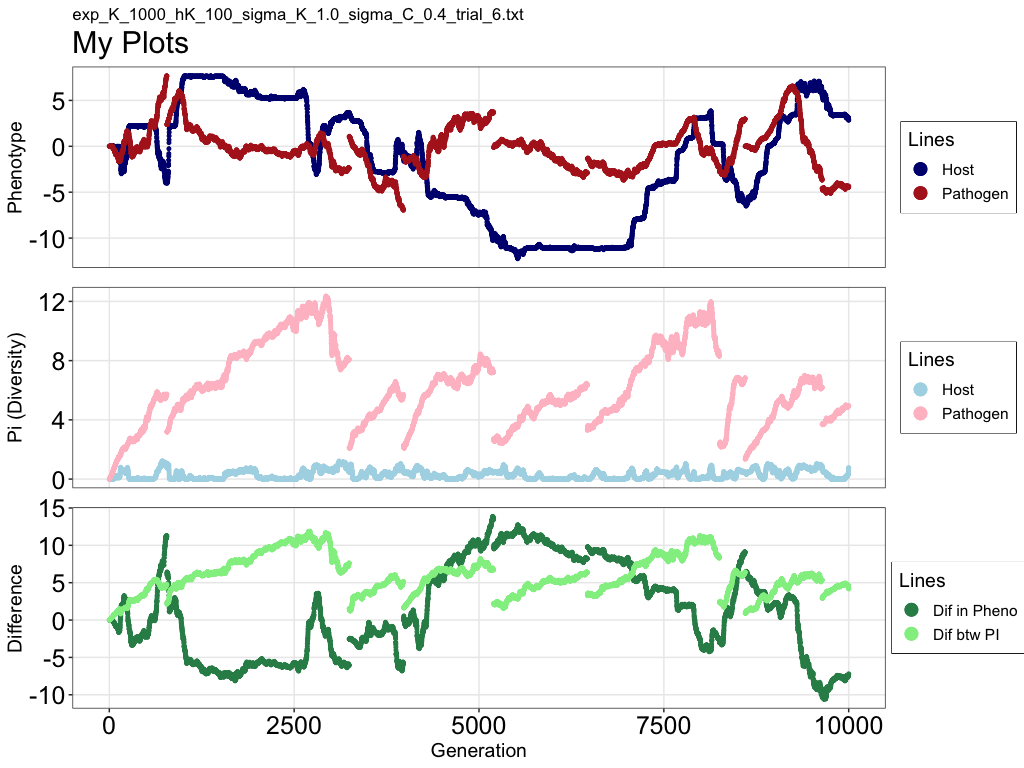 exp_K_1000_hK_100_sigma_K_1.0_sigma_C_0.4_trial_6.txt
My Plots
Phenotype
5
0
-5
-10
Lines
Host
Pathogen
Pi (Diversity)
12
8
4
0
Lines
Host
Pathogen
Difference
15
10
5
0
-5
-10
Lines
Dif in Pheno
Dif btw PI
0 2500 5000 7500 10000
Generation